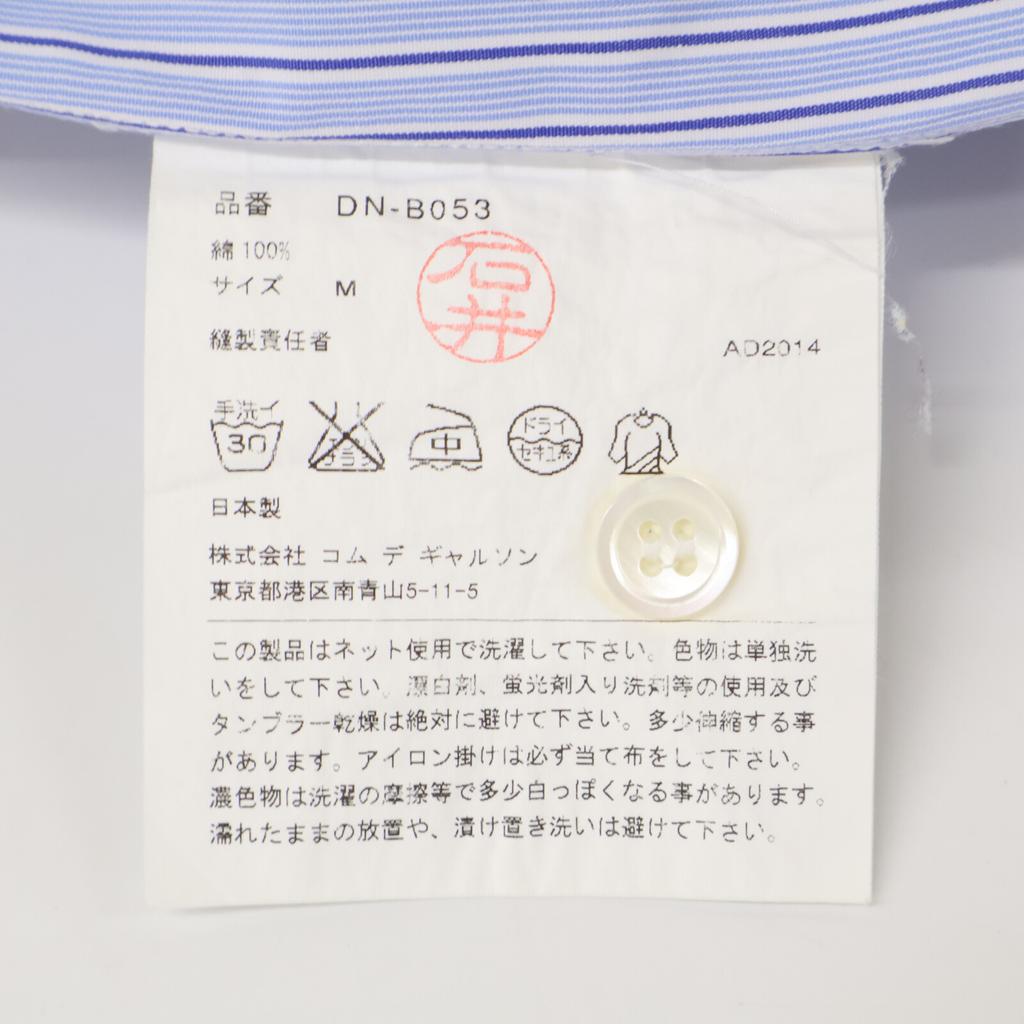 品番 DN-B053
綿 100%
サイズ M
石井
縫製責任者
AD2014
手洗イ
30
中
ドライ
セキユ系
日本製
株式会社 コム デ ギャルソン
東京都港区南青山5-11-5
この製品はネット使用で洗濯して下さい。色物は単独洗
いをして下さい。漂白剤、蛍光剤入り洗剤等の使用及び
タンブラー乾燥は絶対に避けて下さい。多少伸縮する事
があります。アイロン掛けは必ず当て布をして下さい。
濃色物は洗濯の摩擦等で多少白っぽくなる事があります。
濡れたままの放置や、漬け置き洗いは避けて下さい。